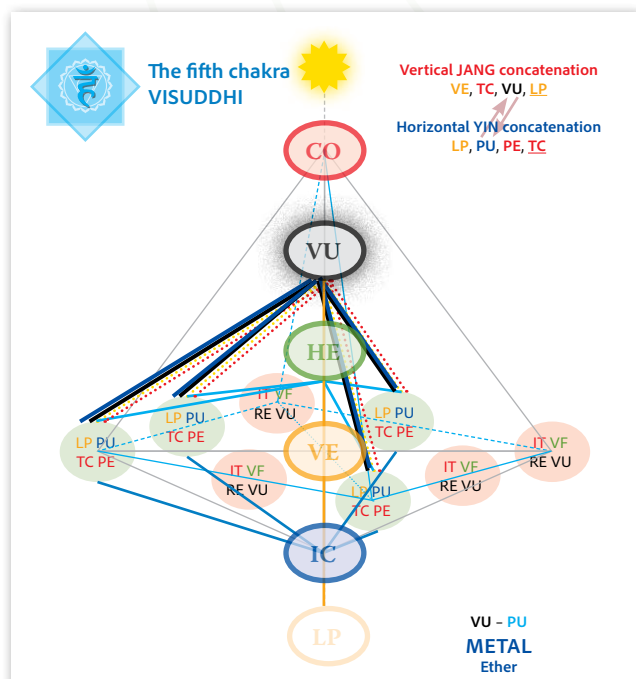 The fifth chakra
VISUDDHI
Vertical JANG concatenation
VE, TC, VU, LP
Horizontal YIN concatenation
LP, PU, PE, TC
CO
VU
HE
IT VF
RE VU
LP PU
TC PE
LP PU
TC PE
LP PU
TC PE
VE
IT VF
RE VU
IT VF
RE VU
IT VF
RE VU
LP PU
TC PE
IC
LP
VU – PU
METAL
Ether